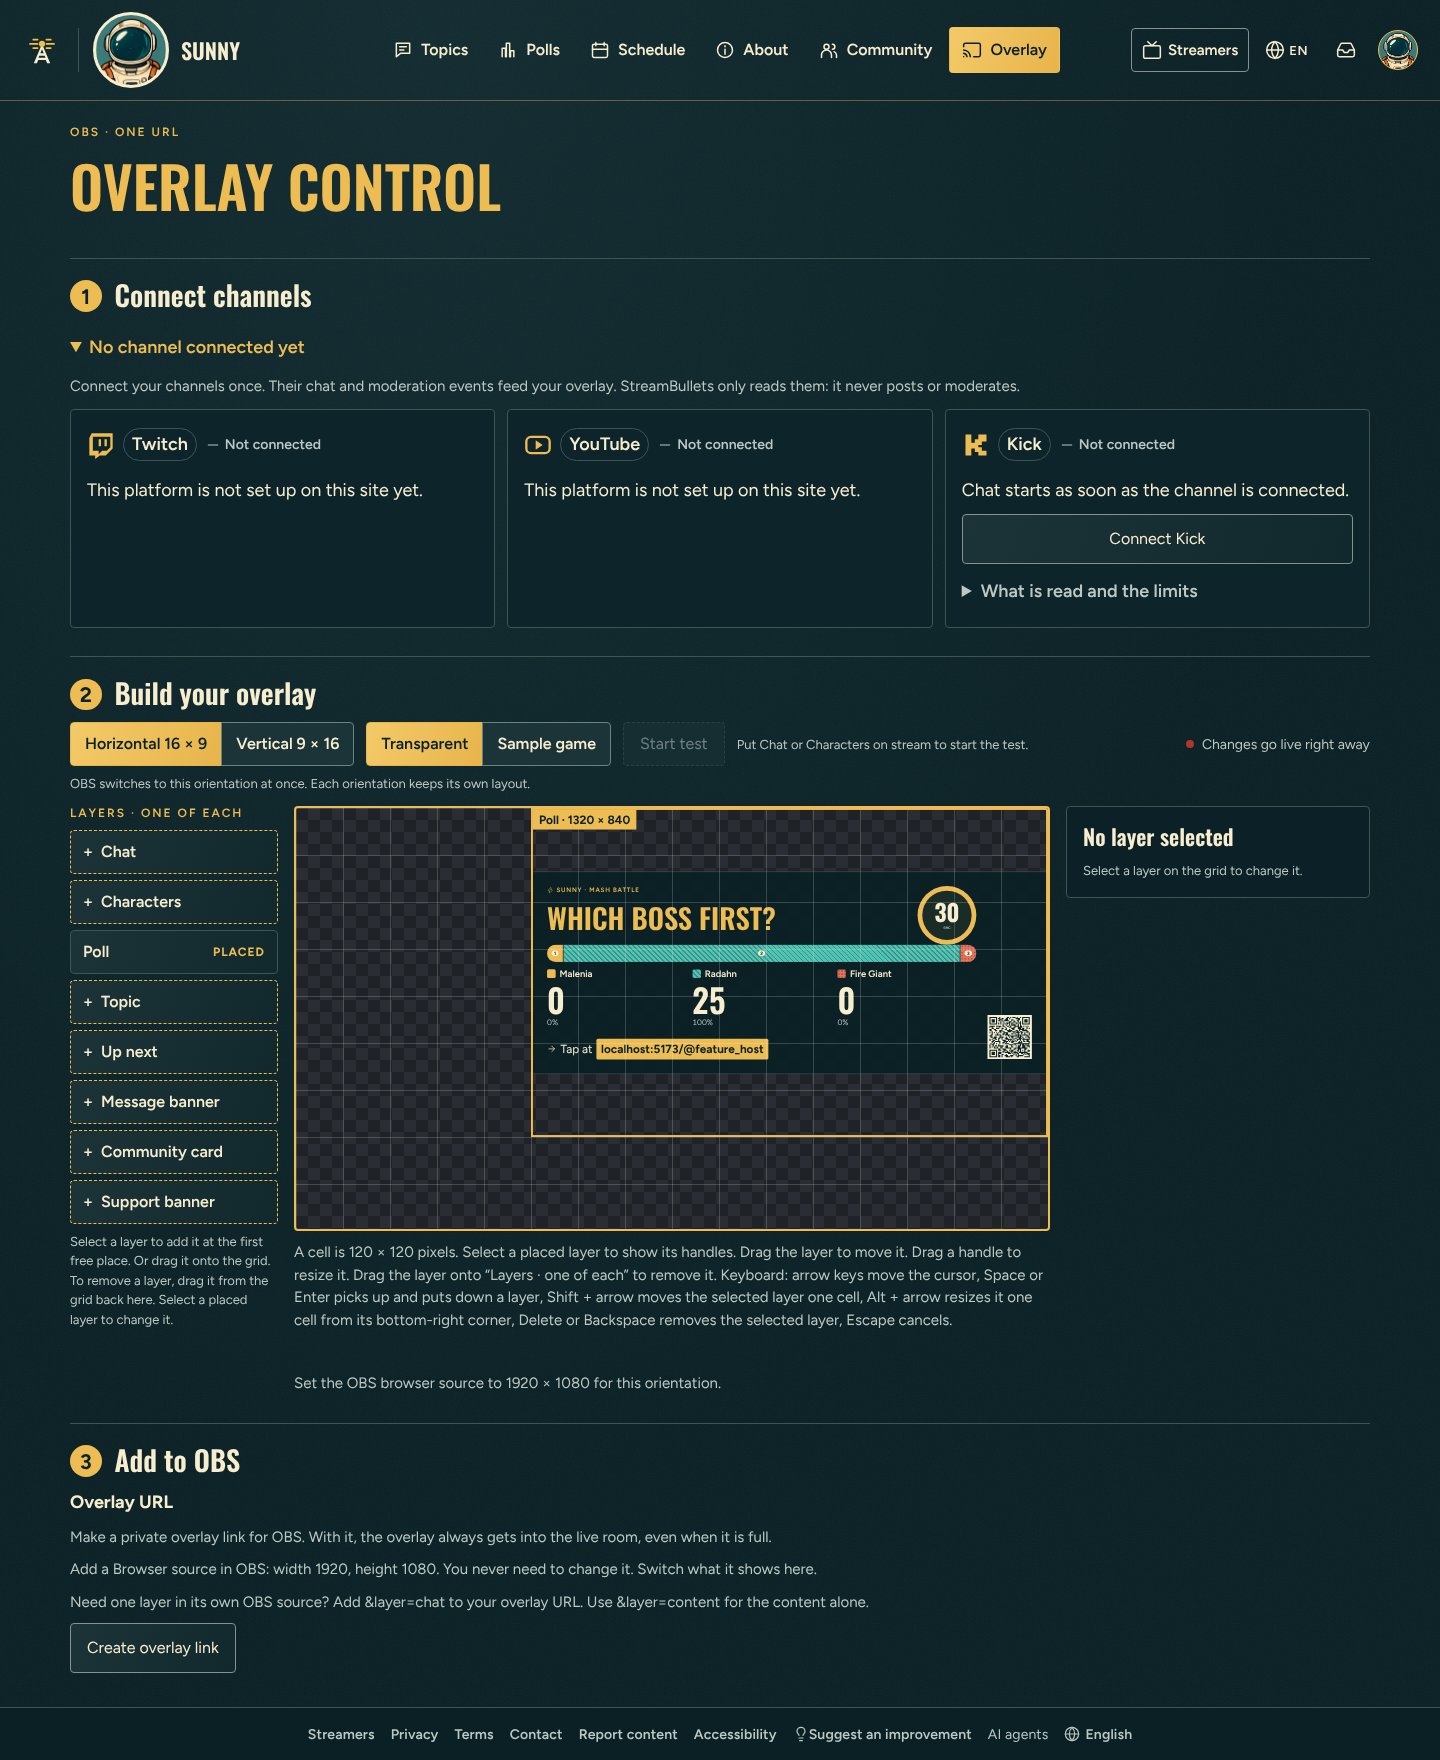 SUNNY
Topics
Polls
Schedule
About
Community
Overlay
Streamers
EN
OBS · ONE URL
OVERLAY CONTROL
1 Connect channels
▼ No channel connected yet
Connect your channels once. Their chat and moderation events feed your overlay. StreamBullets only reads them: it never posts or moderates.
Twitch — Not connected
This platform is not set up on this site yet.
YouTube — Not connected
This platform is not set up on this site yet.
Kick — Not connected
Chat starts as soon as the channel is connected.
Connect Kick
▶ What is read and the limits
2 Build your overlay
Horizontal 16 × 9
Vertical 9 × 16
Transparent
Sample game
Start test
Put Chat or Characters on stream to start the test.
Changes go live right away
OBS switches to this orientation at once. Each orientation keeps its own layout.
LAYERS · ONE OF EACH
+ Chat
+ Characters
Poll PLACED
+ Topic
+ Up next
+ Message banner
+ Community card
+ Support banner
Select a layer to add it at the first
free place. Or drag it onto the grid.
To remove a layer, drag it from the
grid back here. Select a placed
layer to change it.
Poll · 1320 × 840
SUNNY · MASH BATTLE
WHICH BOSS FIRST?
30
Malenia
0
0%
Radahn
25
100%
Fire Giant
0
0%
→ Tap at localhost:5173/@feature_host
A cell is 120 × 120 pixels. Select a placed layer to show its handles. Drag the layer to move it. Drag a handle to
resize it. Drag the layer onto “Layers · one of each” to remove it. Keyboard: arrow keys move the cursor, Space or
Enter picks up and puts down a layer, Shift + arrow moves the selected layer one cell, Alt + arrow resizes it one
cell from its bottom-right corner, Delete or Backspace removes the selected layer, Escape cancels.
Set the OBS browser source to 1920 × 1080 for this orientation.
No layer selected
Select a layer on the grid to change it.
3 Add to OBS
Overlay URL
Make a private overlay link for OBS. With it, the overlay always gets into the live room, even when it is full.
Add a Browser source in OBS: width 1920, height 1080. You never need to change it. Switch what it shows here.
Need one layer in its own OBS source? Add &layer=chat to your overlay URL. Use &layer=content for the content alone.
Create overlay link
Streamers
Privacy
Terms
Contact
Report content
Accessibility
Suggest an improvement
AI agents
English